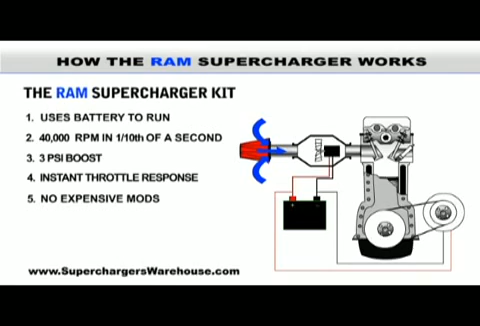 HOW THE RAM SUPERCHARGER WORKS
THE RAM SUPERCHARGER KIT
1. USES BATTERY TO RUN
2. 40,000 RPM IN 1/10th OF A SECOND
3. 3 PSI BOOST
4. INSTANT THROTTLE RESPONSE
5. NO EXPENSIVE MODS
www.SuperchargersWarehouse.com